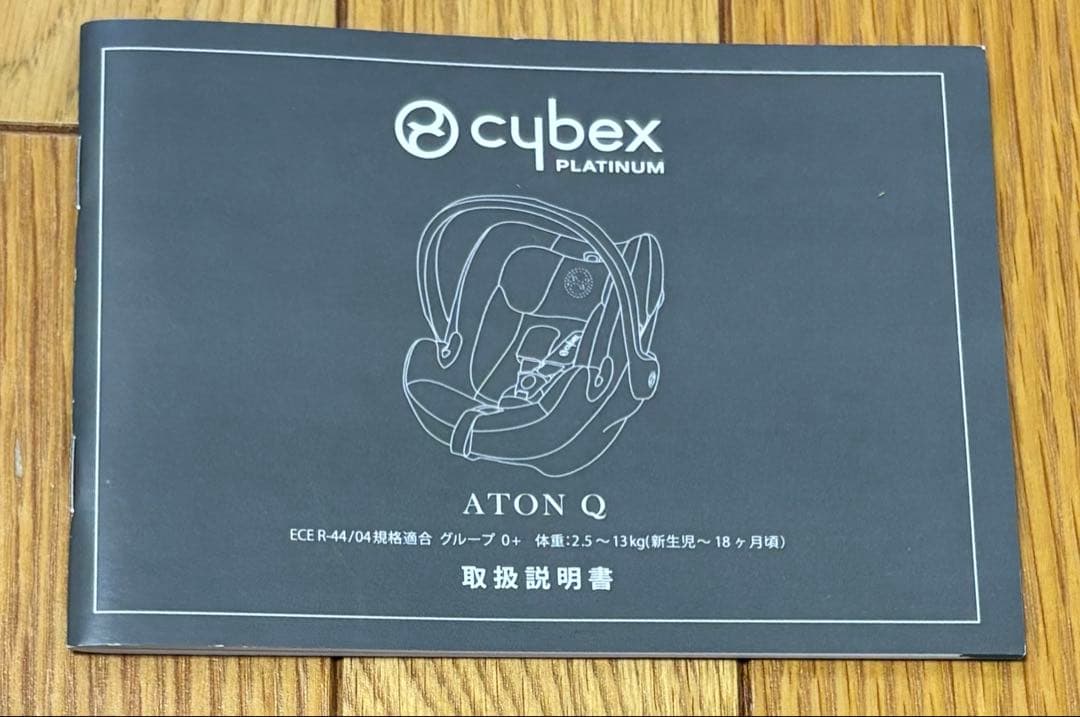 cybex
PLATINUM
ATON Q
ECE R-44/04規格適合 グループ 0+ 体重:2.5〜13kg(新生児〜18ヶ月頃)
取扱説明書